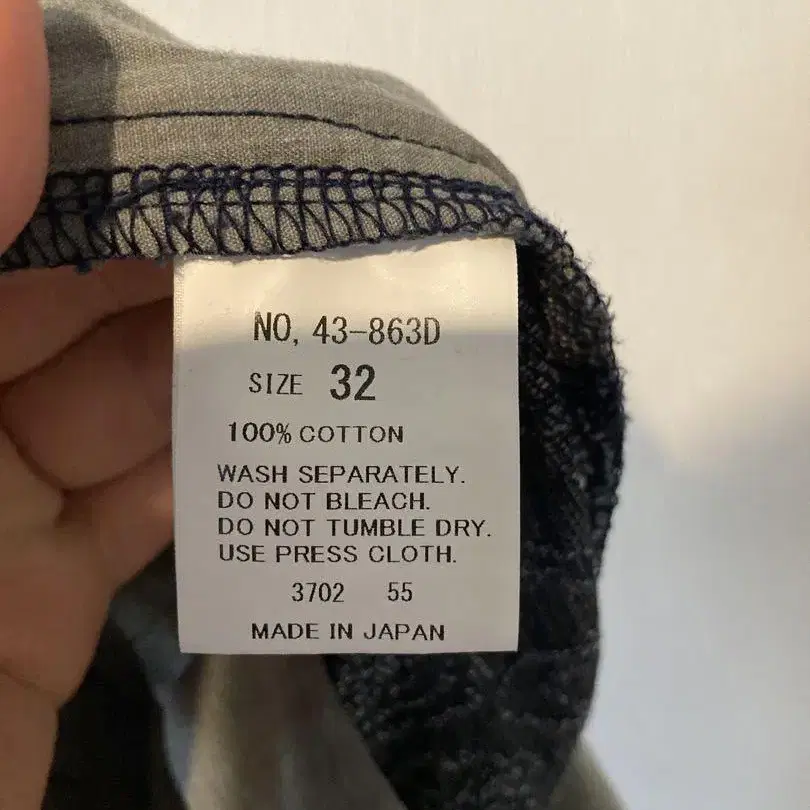 NO, 43-863D
SIZE 32
100% COTTON
WASH SEPARATELY.
DO NOT BLEACH.
DO NOT TUMBLE DRY.
USE PRESS CLOTH.
3702 55
MADE IN JAPAN